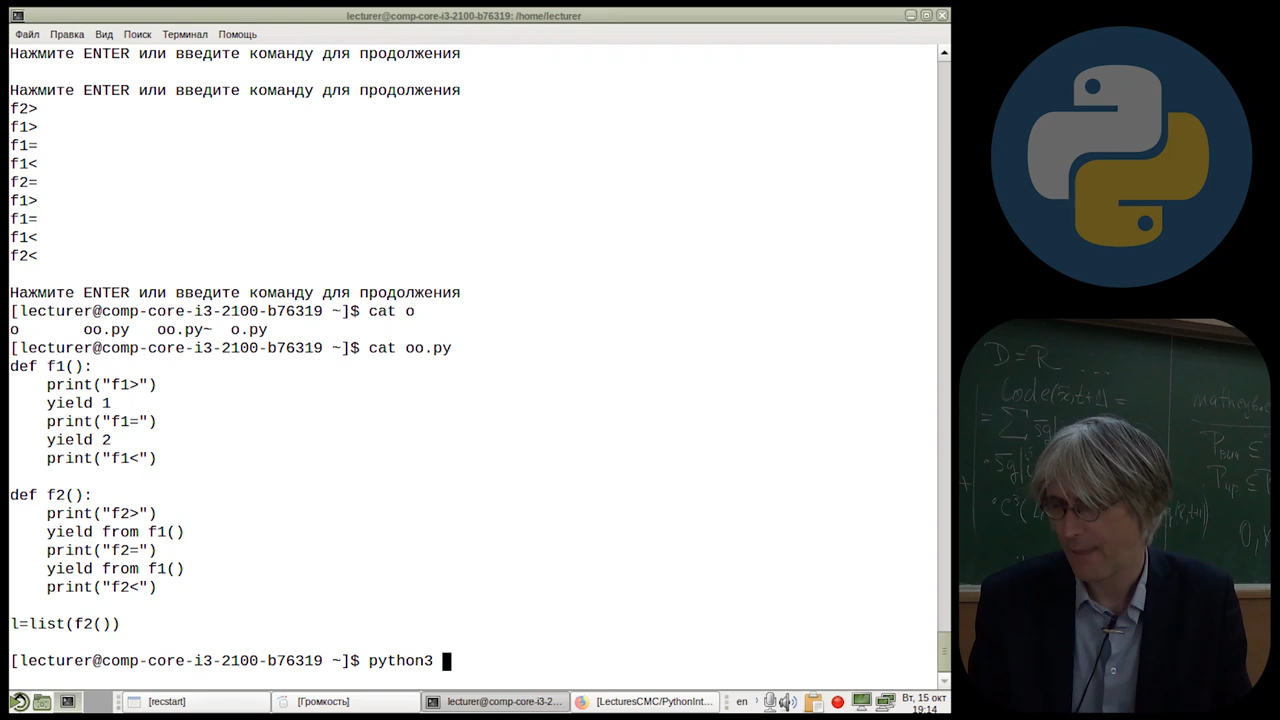 lecturer@comp-core-i3-2100-b76319: /home/lecturer
Файл Правка Вид Поиск Терминал Помощь
Нажмите ENTER или введите команду для продолжения
Нажмите ENTER или введите команду для продолжения
f2>
f1>
f1=
f1<
f2=
f1>
f1=
f1<
f2<
Нажмите ENTER или введите команду для продолжения
[lecturer@comp-core-i3-2100-b76319 ~]$ cat o
o       oo.py   oo.py~  o.py
[lecturer@comp-core-i3-2100-b76319 ~]$ cat oo.py
def f1():
    print("f1>")
    yield 1
    print("f1=")
    yield 2
    print("f1<")
def f2():
    print("f2>")
    yield from f1()
    print("f2=")
    yield from f1()
    print("f2<")
l=list(f2())
[lecturer@comp-core-i3-2100-b76319 ~]$ python3
[recstart] [Громкость] lecturer@comp-core-i3-2... [LecturesCMC/PythonInt... en Вт, 15 окт
19:14
D = R ...
Code(